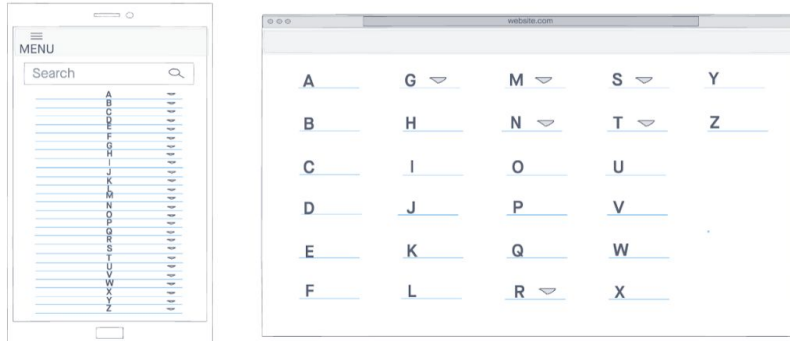 MENU
Search
A
B
C
D
E
F
G
H
I
J
K
L
M
N
O
P
Q
R
S
T
U
V
W
X
Y
Z
website.com
A G M S Y
B H N T Z
C I O U
D J P V
E K Q W
F L R X